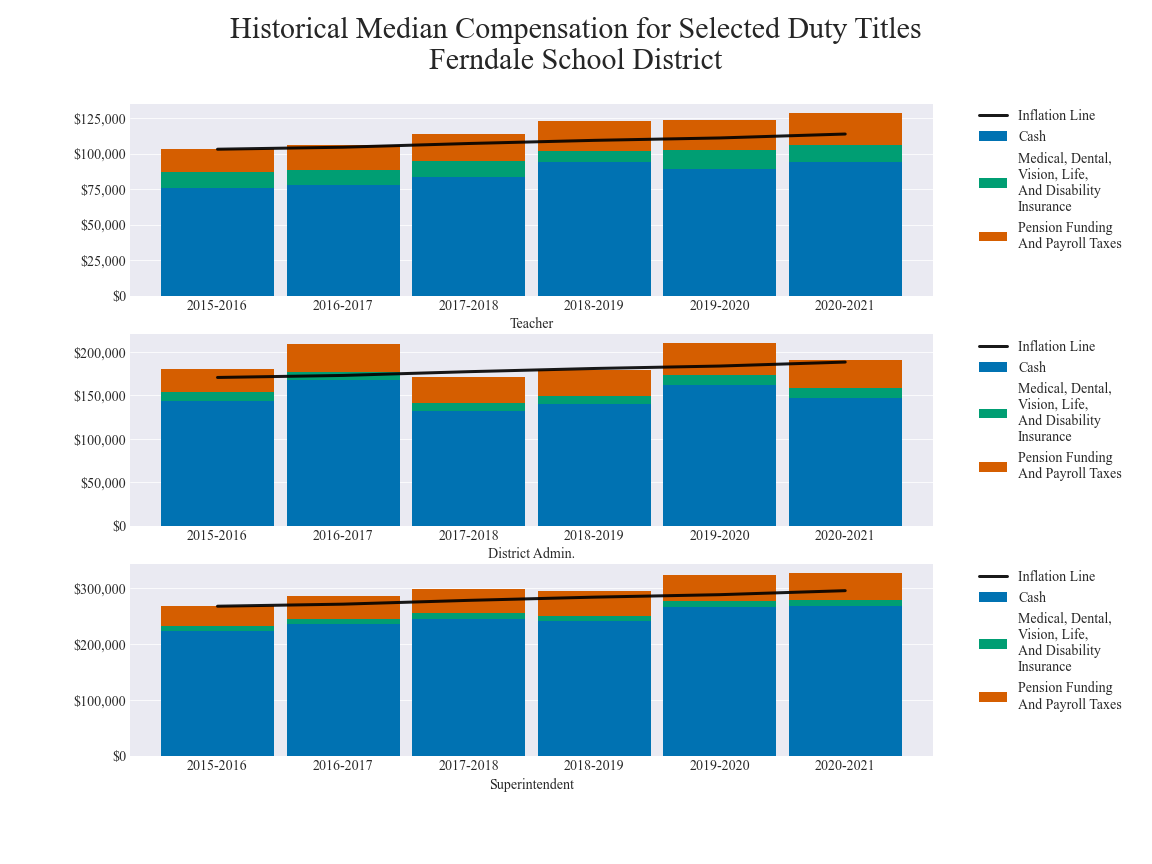 Historical Median Compensation for Selected Duty Titles
Ferndale School District
$125,000
$100,000
$75,000
$50,000
$25,000
$0
2015-2016 2016-2017 2017-2018 2018-2019 2019-2020 2020-2021
Teacher
Inflation Line
Cash
Medical, Dental,
Vision, Life,
And Disability
Insurance
Pension Funding
And Payroll Taxes
$200,000
$150,000
$100,000
$50,000
$0
2015-2016 2016-2017 2017-2018 2018-2019 2019-2020 2020-2021
District Admin.
Inflation Line
Cash
Medical, Dental,
Vision, Life,
And Disability
Insurance
Pension Funding
And Payroll Taxes
$300,000
$200,000
$100,000
$0
2015-2016 2016-2017 2017-2018 2018-2019 2019-2020 2020-2021
Superintendent
Inflation Line
Cash
Medical, Dental,
Vision, Life,
And Disability
Insurance
Pension Funding
And Payroll Taxes